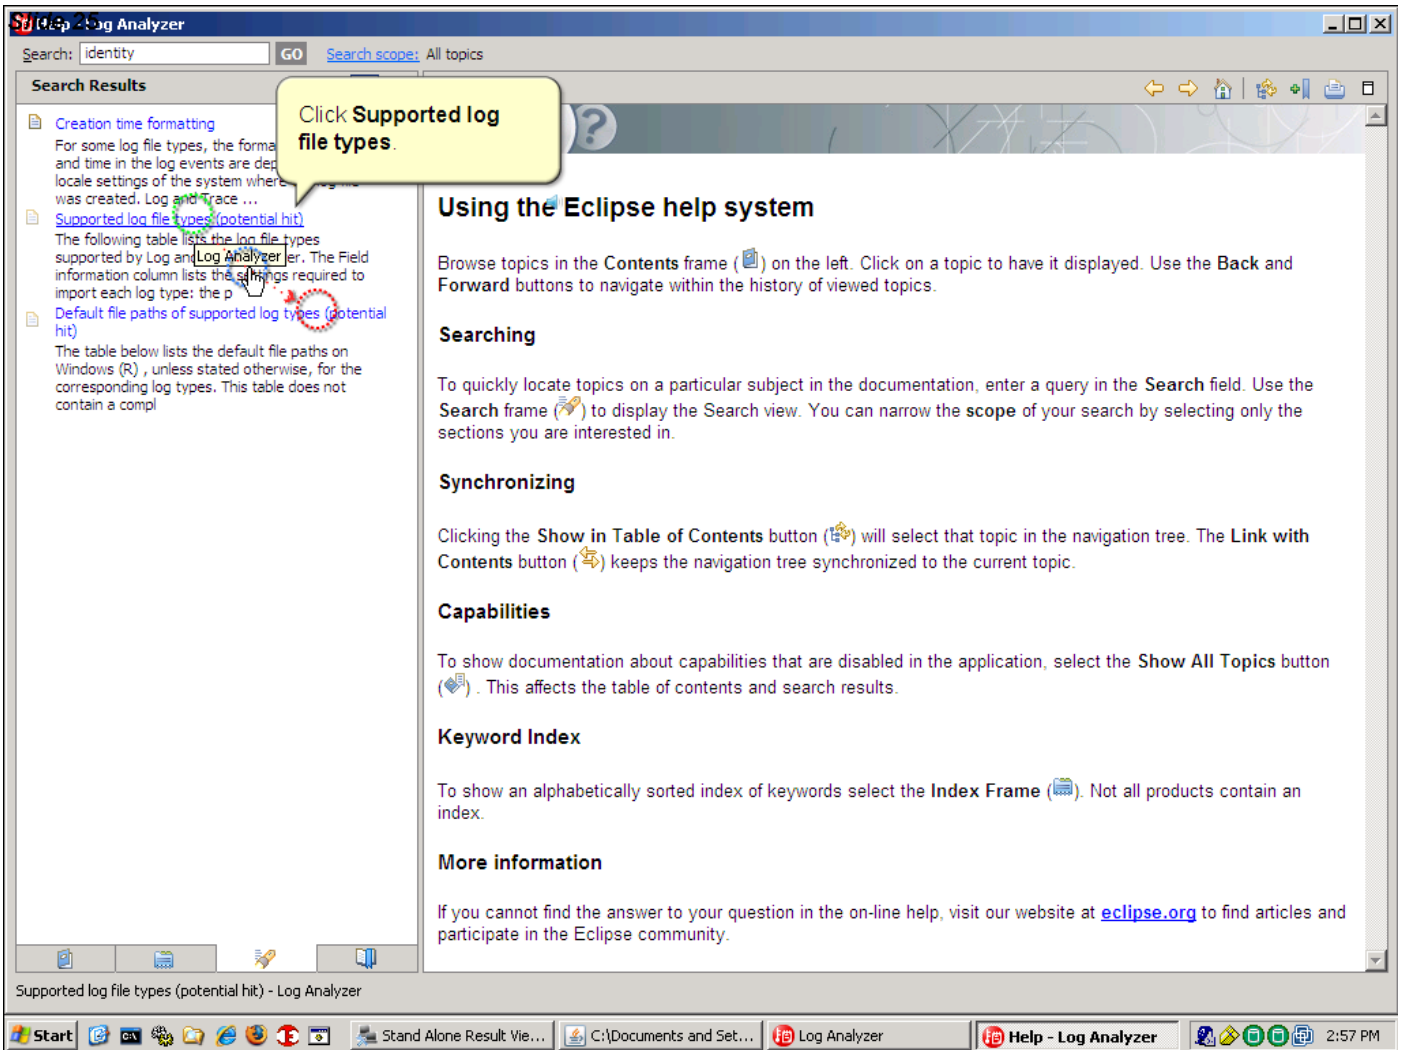 Slide 25
Help - Log Analyzer
Search: identity GO Search scope: All topics
Search Results
Click Supported log
file types.
Creation time formatting
For some log file types, the forma
and time in the log events are dep
locale settings of the system where log file
was created. Log and Trace ...
Supported log file types (potential hit)
The following table lists the log file types
supported by Log and er. The Field
Log Analyzer
information column lists the settings required to
import each log type: the p
Default file paths of supported log types (potential
hit)
The table below lists the default file paths on
Windows (R) , unless stated otherwise, for the
corresponding log types. This table does not
contain a compl
Using the Eclipse help system
Browse topics in the Contents frame ( ) on the left. Click on a topic to have it displayed. Use the Back and
Forward buttons to navigate within the history of viewed topics.
Searching
To quickly locate topics on a particular subject in the documentation, enter a query in the Search field. Use the
Search frame ( ) to display the Search view. You can narrow the scope of your search by selecting only the
sections you are interested in.
Synchronizing
Clicking the Show in Table of Contents button ( ) will select that topic in the navigation tree. The Link with
Contents button ( ) keeps the navigation tree synchronized to the current topic.
Capabilities
To show documentation about capabilities that are disabled in the application, select the Show All Topics button
( ) . This affects the table of contents and search results.
Keyword Index
To show an alphabetically sorted index of keywords select the Index Frame ( ). Not all products contain an
index.
More information
If you cannot find the answer to your question in the on-line help, visit our website at eclipse.org to find articles and
participate in the Eclipse community.
Supported log file types (potential hit) - Log Analyzer
Start Stand Alone Result Vie... C:\Documents and Set... Log Analyzer Help - Log Analyzer 2:57 PM